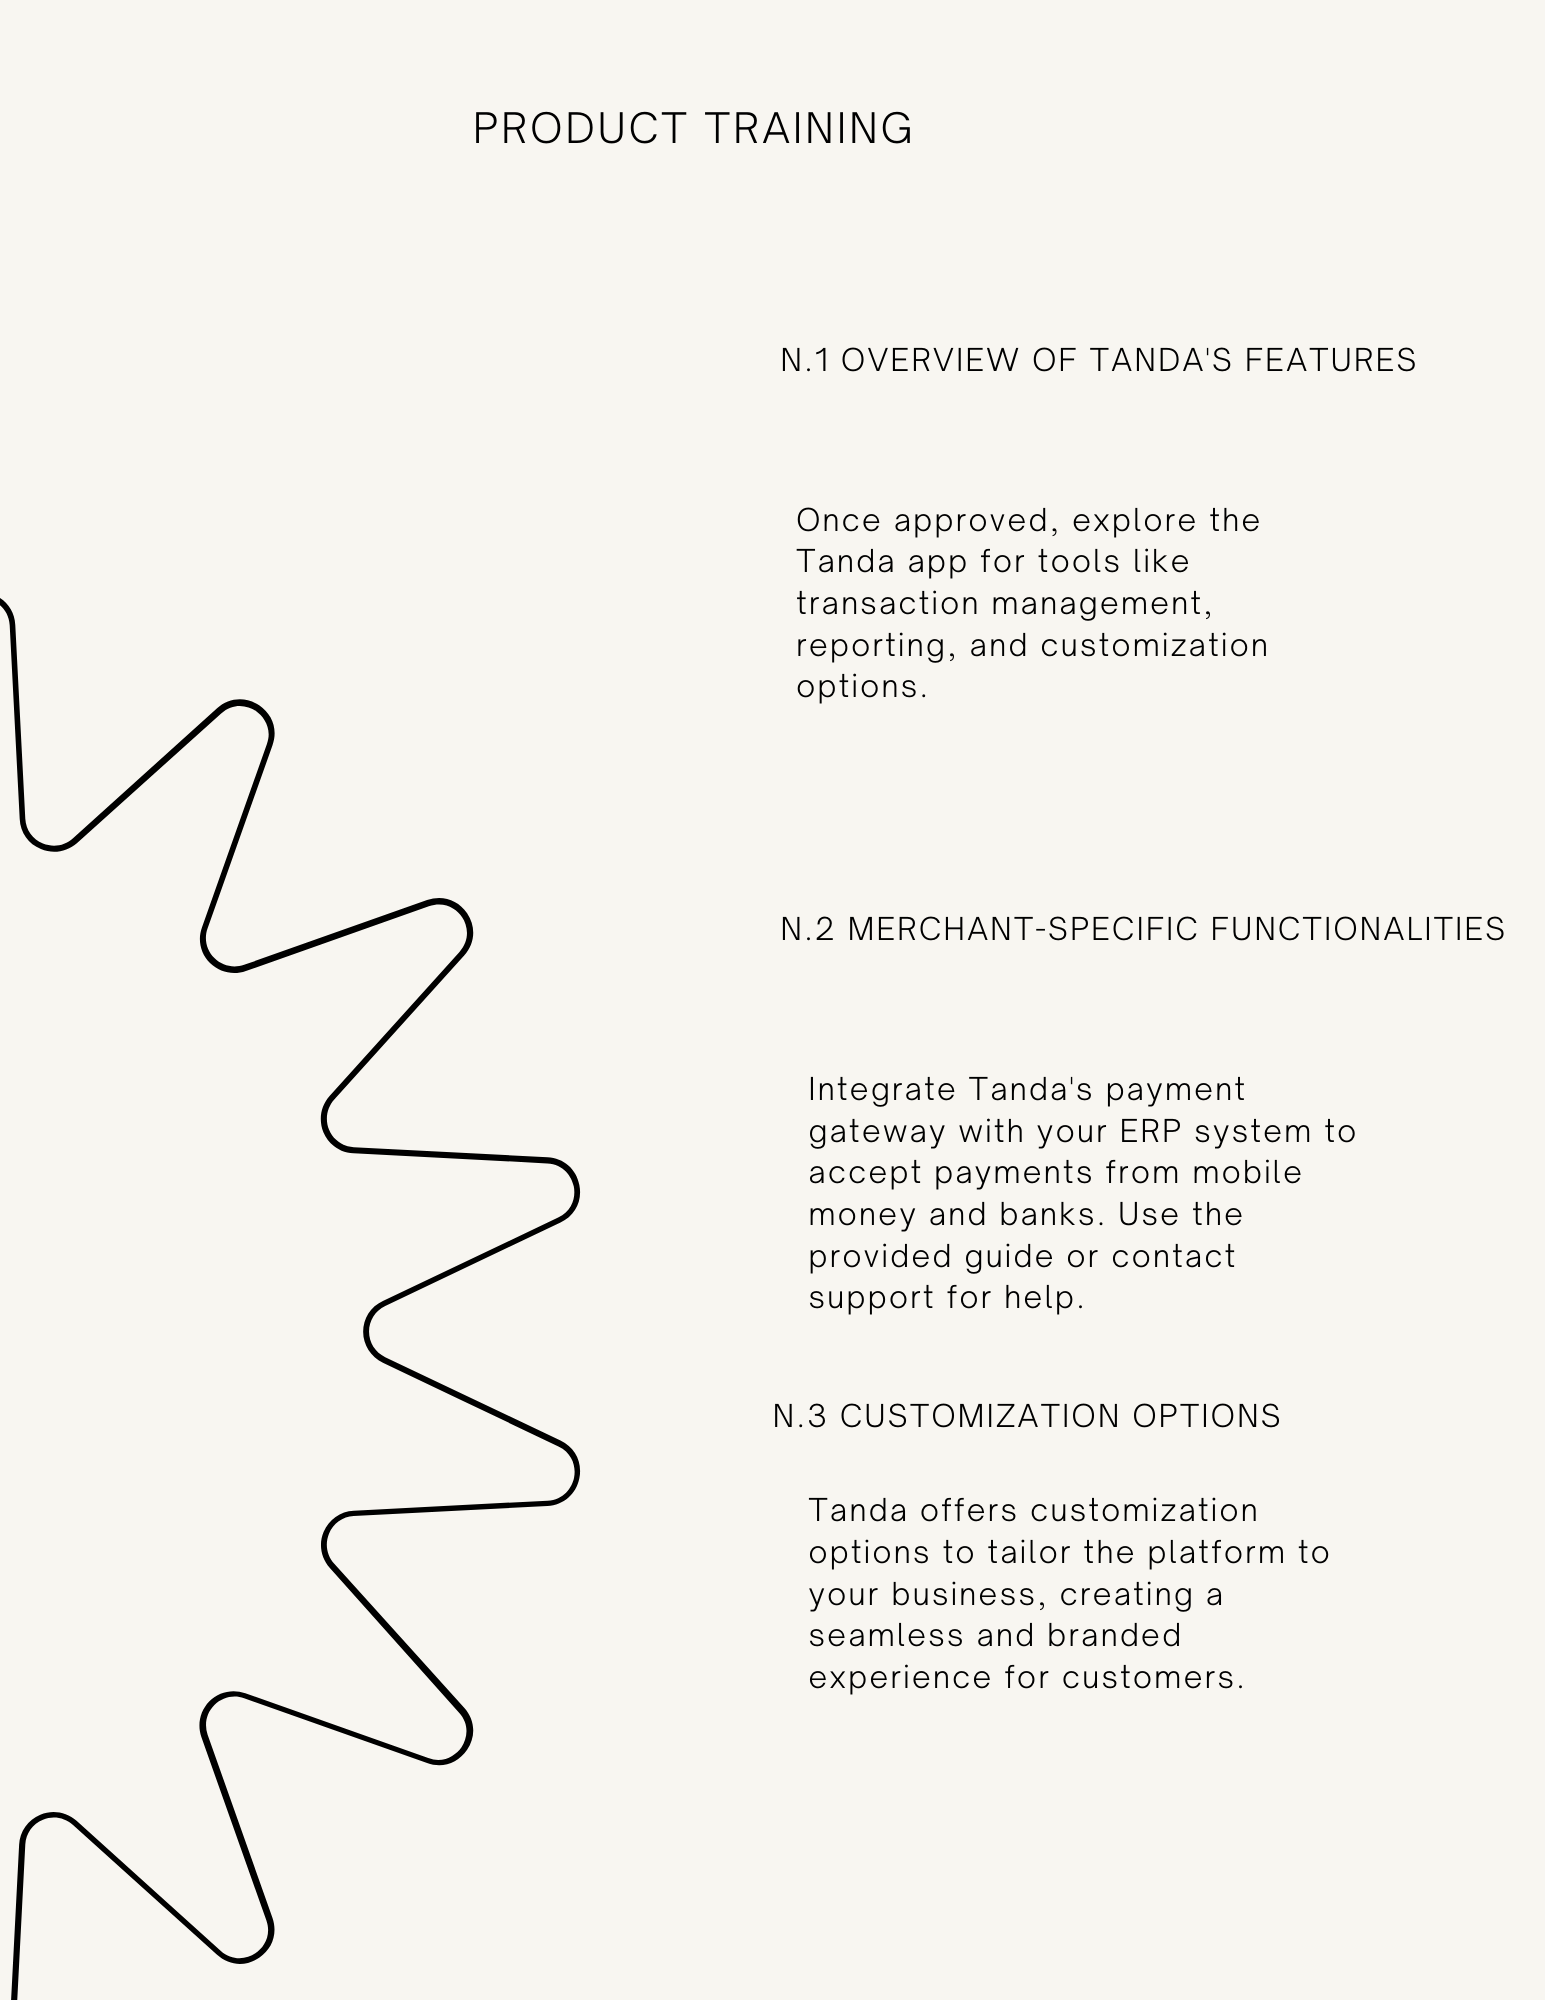 PRODUCT TRAINING
N.1 OVERVIEW OF TANDA'S FEATURES
Once approved, explore the
Tanda app for tools like
transaction management,
reporting, and customization
options.
N.2 MERCHANT-SPECIFIC FUNCTIONALITIES
Integrate Tanda's payment
gateway with your ERP system to
accept payments from mobile
money and banks. Use the
provided guide or contact
support for help.
N.3 CUSTOMIZATION OPTIONS
Tanda offers customization
options to tailor the platform to
your business, creating a
seamless and branded
experience for customers.